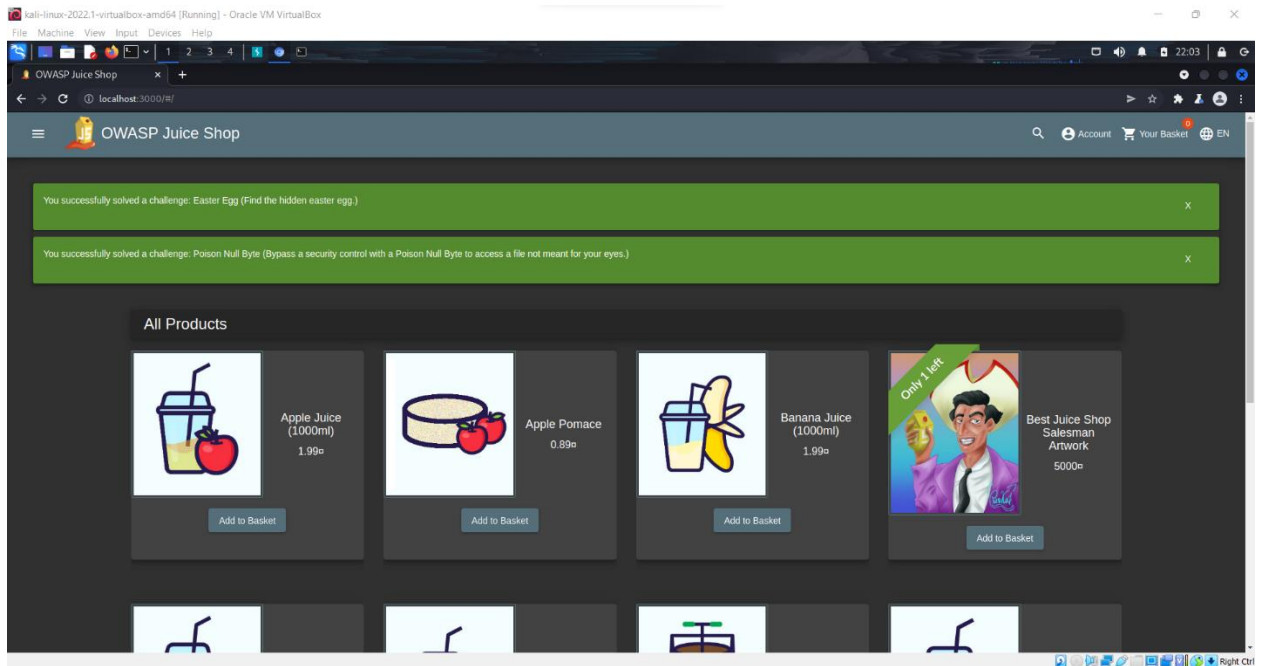 kali-linux-2022.1-virtualbox-amd64 [Running] - Oracle VM VirtualBox
File Machine View Input Devices Help
1 2 3 4 22:03
OWASP Juice Shop
localhost:3000/#/
OWASP Juice Shop Account 0 Your Basket EN
You successfully solved a challenge: Easter Egg (Find the hidden easter egg.) X
You successfully solved a challenge: Poison Null Byte (Bypass a security control with a Poison Null Byte to access a file not meant for your eyes.) X
All Products
Only 1 left
Apple Juice
(1000ml)
1.99¤
Add to Basket
Apple Pomace
0.89¤
Add to Basket
Banana Juice
(1000ml)
1.99¤
Add to Basket
Best Juice Shop
Salesman
Artwork
5000¤
Add to Basket
Right Ctrl